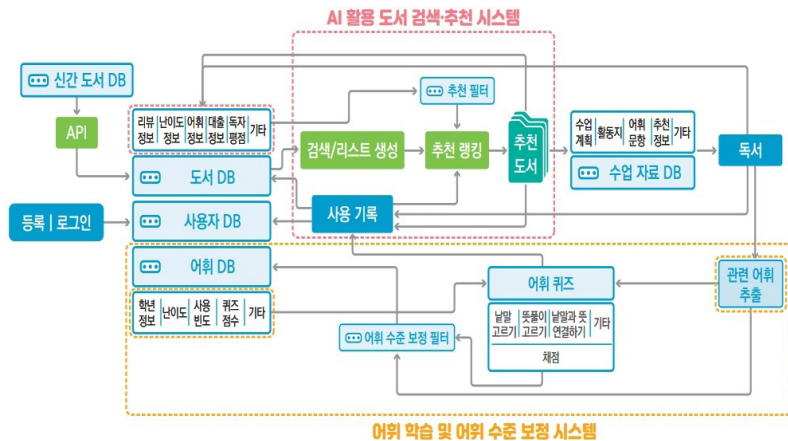 AI 활용 도서 검색·추천 시스템
신간 도서 DB
API
리뷰 정보
난이도 정보
어휘 정보
대출 정보
독자 평점
기타
도서 DB
등록 | 로그인
사용자 DB
어휘 DB
학년 정보
난이도
사용 빈도
퀴즈 점수
기타
추천 필터
검색/리스트 생성
추천 랭킹
추천 도서
사용 기록
수업 계획
활동지
어휘 문항
추천 정보
기타
수업 자료 DB
독서
관련 어휘 추출
어휘 퀴즈
낱말 고르기
뜻풀이 고르기
낱말과 뜻 연결하기
기타
채점
어휘 수준 보정 필터
어휘 학습 및 어휘 수준 보정 시스템